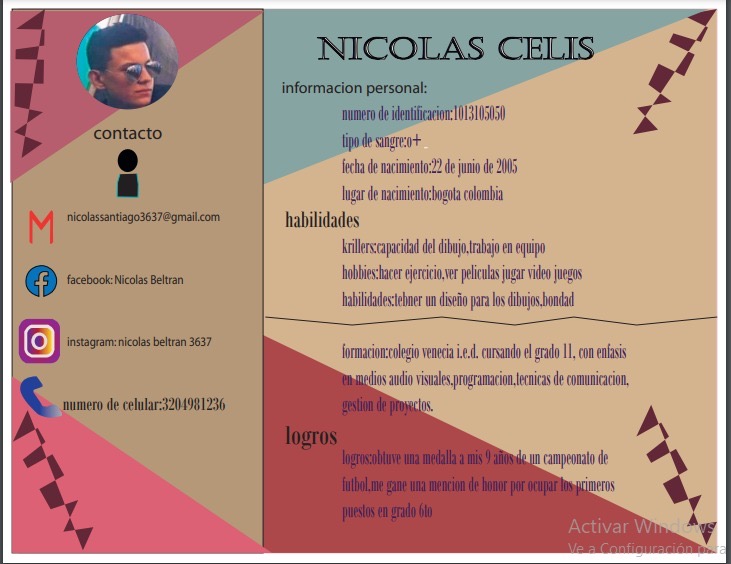 contacto
nicolassantiago3637@gmail.com
facebook: Nicolas Beltran
instagram: nicolas beltran 3637
numero de celular:3204981236
NICOLAS CELIS
informacion personal:
numero de identificacion:1013105050
tipo de sangre:o+
fecha de nacimiento:22 de junio de 2005
lugar de nacimiento:bogota colombia
habilidades
krillers:capacidad del dibujo,trabajo en equipo
hobbies:hacer ejercicio,ver peliculas jugar video juegos
habilidades:tebner un diseño para los dibujos,bondad
formacion:colegio venecia i.e.d. cursando el grado 11, con enfasis
en medios audio visuales,programacion,tecnicas de comunicacion,
gestion de proyectos.
logros
logros:obtuve una medalla a mis 9 años de un campeonato de
futbol,me gane una mencion de honor por ocupar los primeros
puestos en grado 6to
Activar Windows
Ve a Configuración para